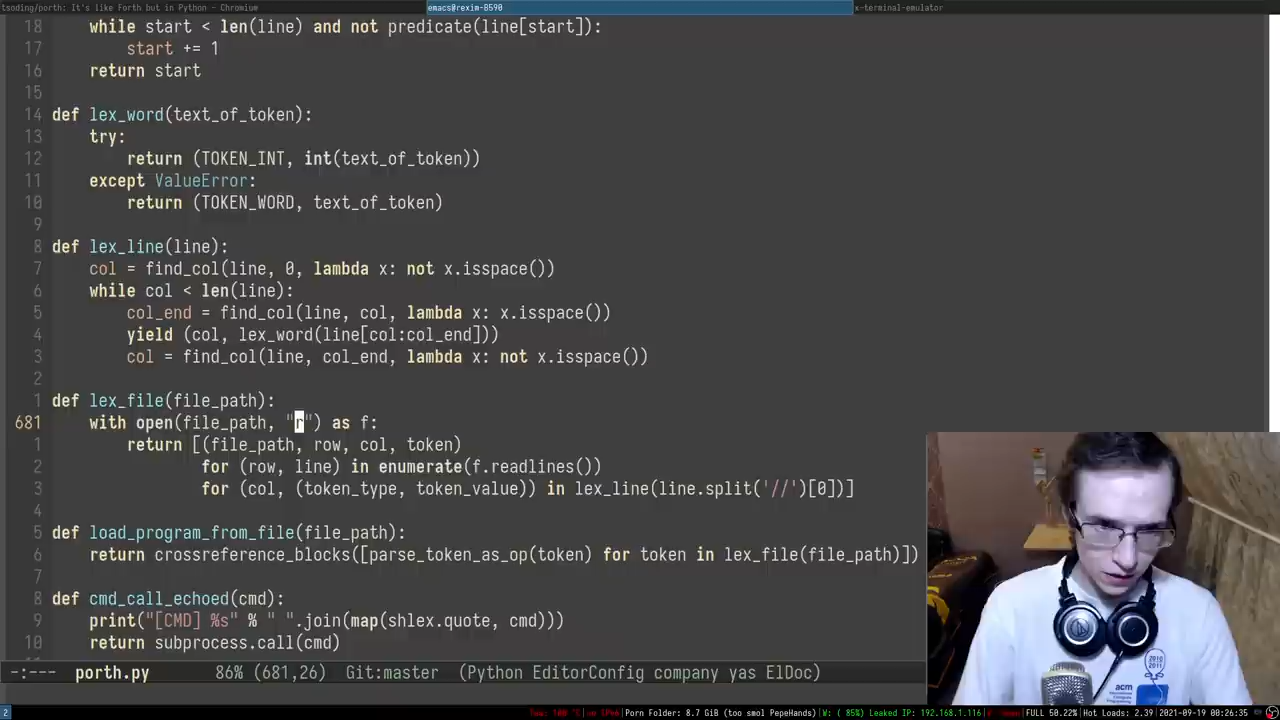 tsoding/porth: It's like Forth but in Python - Chromium
emacs@rexim-8590
x-terminal-emulator
18 while start < len(line) and not predicate(line[start]):
17 start += 1
16 return start
15
14 def lex_word(text_of_token):
13 try:
12 return (TOKEN_INT, int(text_of_token))
11 except ValueError:
10 return (TOKEN_WORD, text_of_token)
9
8 def lex_line(line):
7 col = find_col(line, 0, lambda x: not x.isspace())
6 while col < len(line):
5 col_end = find_col(line, col, lambda x: x.isspace())
4 yield (col, lex_word(line[col:col_end]))
3 col = find_col(line, col_end, lambda x: not x.isspace())
2
1 def lex_file(file_path):
681 with open(file_path, "r") as f:
1 return [(file_path, row, col, token)
2 for (row, line) in enumerate(f.readlines())
3 for (col, (token_type, token_value)) in lex_line(line.split('//')[0])]
4
5 def load_program_from_file(file_path):
6 return crossreference_blocks([parse_token_as_op(token) for token in lex_file(file_path)])
7
8 def cmd_call_echoed(cmd):
9 print("[CMD] %s" % " ".join(map(shlex.quote, cmd)))
10 return subprocess.call(cmd)
-:--- porth.py 86% (681,26) Git:master (Python EditorConfig company yas ElDoc)
2
Porn Folder: 8.7 GiB (too smol PepeHands) W: ( 85%) Leaked IP: 192.168.1.116 FULL 50.22% Hot Loads: 2.39 2021-09-19 00:26:35
acm